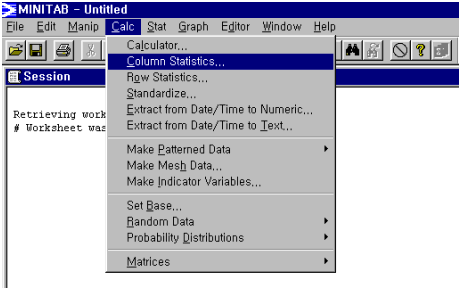 MINITAB - Untitled
File Edit Manip Calc Stat Graph Editor Window Help
Session
Retrieving work
# Worksheet was
Calculator...
Column Statistics...
Row Statistics...
Standardize...
Extract from Date/Time to Numeric...
Extract from Date/Time to Text...
Make Patterned Data
Make Mesh Data...
Make Indicator Variables...
Set Base...
Random Data
Probability Distributions
Matrices